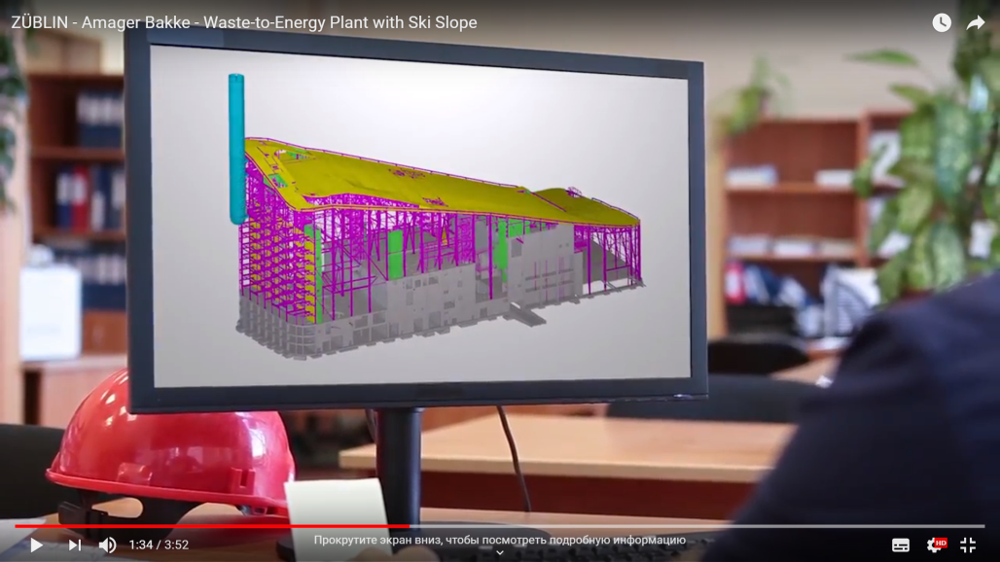 ZÜBLIN - Amager Bakke - Waste-to-Energy Plant with Ski Slope
Прокрутите экран вниз, чтобы посмотреть подробную информацию
1:34 / 3:52
HD